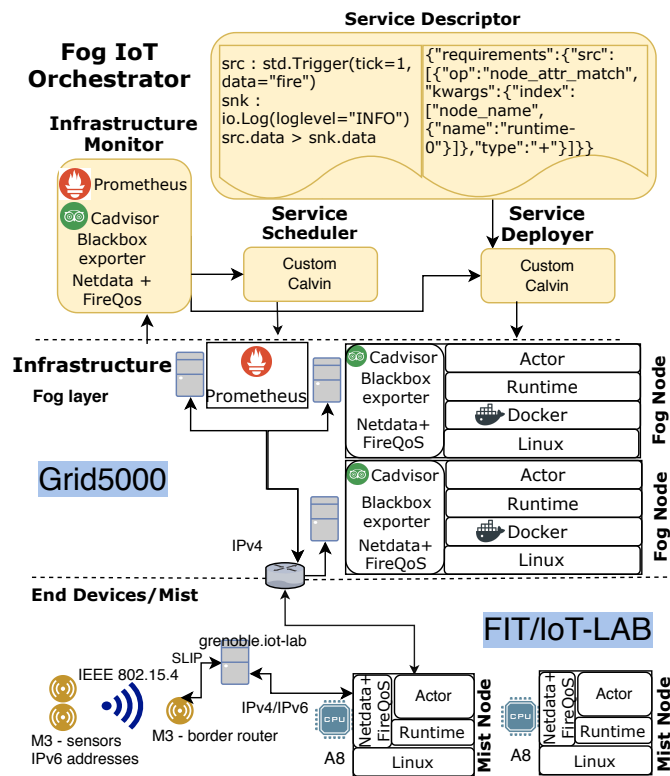 Service Descriptor
Fog IoT
Orchestrator
src : std.Trigger(tick=1,
data="fire")
snk :
io.Log(loglevel="INFO")
src.data > snk.data
{"requirements":{"src":
[{"op":"node_attr_match",
"kwargs":{"index":
["node_name",
{"name":"runtime-
0"}]},"type":"+"}]}}
Infrastructure
Monitor
Prometheus
Cadvisor
Blackbox
exporter
Netdata +
FireQos
Service
Scheduler
Custom
Calvin
Service
Deployer
Custom
Calvin
Infrastructure
Fog layer
Prometheus
Cadvisor
Blackbox
exporter
Netdata+
FireQoS
Actor
Runtime
Docker
Linux
Fog Node
Grid5000
Cadvisor
Blackbox
exporter
Netdata+
FireQoS
Actor
Runtime
Docker
Linux
Fog Node
IPv4
End Devices/Mist
FIT/IoT-LAB
grenoble.iot-lab
SLIP
IEEE 802.15.4
IPv4/IPv6
M3 - sensors
IPv6 addresses
M3 - border router
CPU
A8
Netdata+
FireQoS
Actor
Runtime
Linux
Mist Node
CPU
A8
Netdata+
FireQoS
Actor
Runtime
Linux
Mist Node